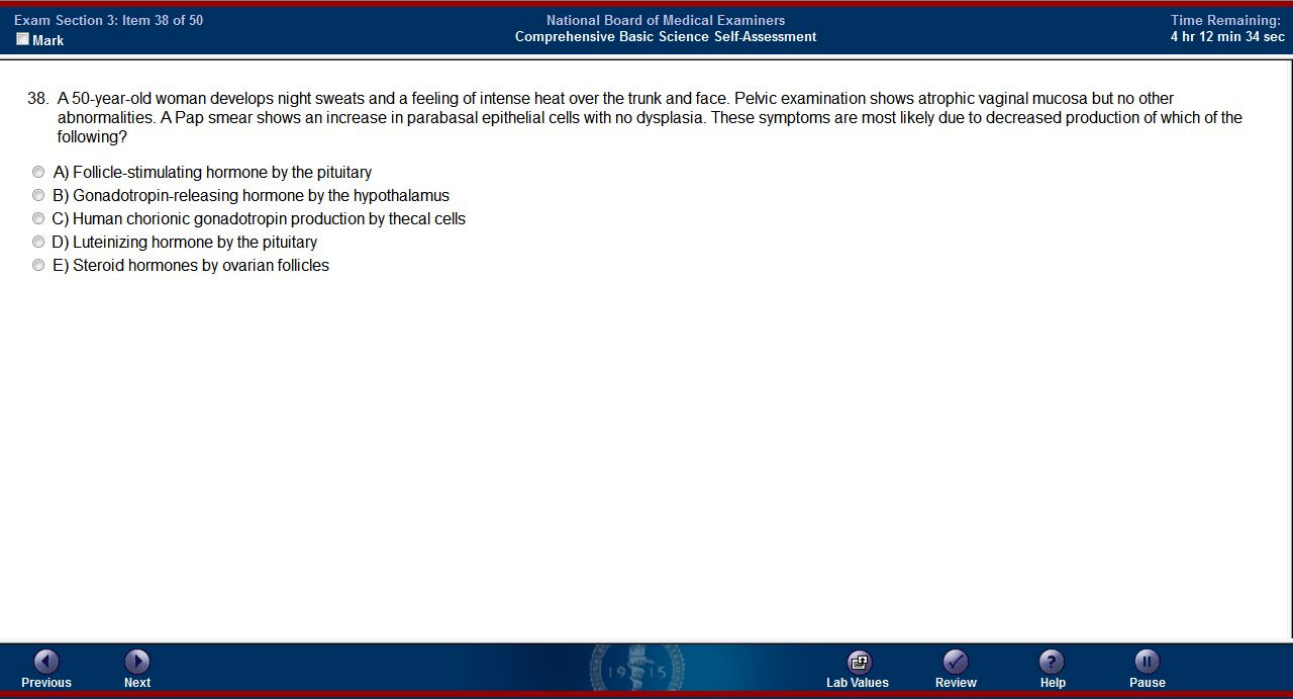 Exam Section 3: Item 38 of 50
National Board of Medical Examiners
Time Remaining:
Mark
Comprehensive Basic Science Self-Assessment
4 hr 12 min 34 sec
38. A 50-year-old woman develops night sweats and a feeling of intense heat over the trunk and face. Pelvic examination shows atrophic vaginal mucosa but no other
abnormalities. A Pap smear shows an increase in parabasal epithelial cells with no dysplasia. These symptoms are most likely due to decreased production of which of the
following?
A) Follicle-stimulating hormone by the pituitary
B) Gonadotropin-releasing hormone by the hypothalamus
C) Human chorionic gonadotropin production by thecal cells
D) Luteinizing hormone by the pituitary
E) Steroid hormones by ovarian follicles
1915
Previous
Next
Lab Values
Review
Help
Pause